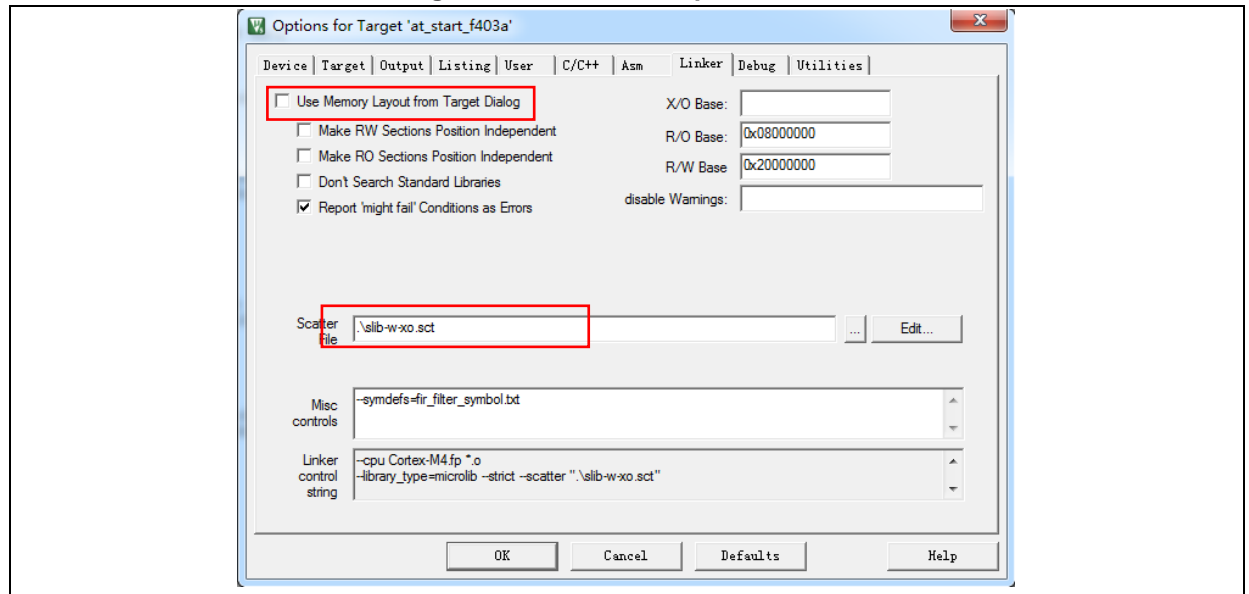 Options for Target 'at_start_f403a'
Device Target Output Listing User C/C++ Asm Linker Debug Utilities
Use Memory Layout from Target Dialog
X/O Base:
Make RW Sections Position Independent
R/O Base: 0x08000000
Make RO Sections Position Independent
R/W Base 0x20000000
Don't Search Standard Libraries
disable Warnings:
Report 'might fail' Conditions as Errors
Scatter File
.\slib-w-xo.sct
... Edit...
Misc controls
--symdefs=fir_filter_symbol.txt
Linker control string
--cpu Cortex-M4.fp *.o
--library_type=microlib --strict --scatter ".\slib-w-xo.sct"
OK Cancel Defaults Help